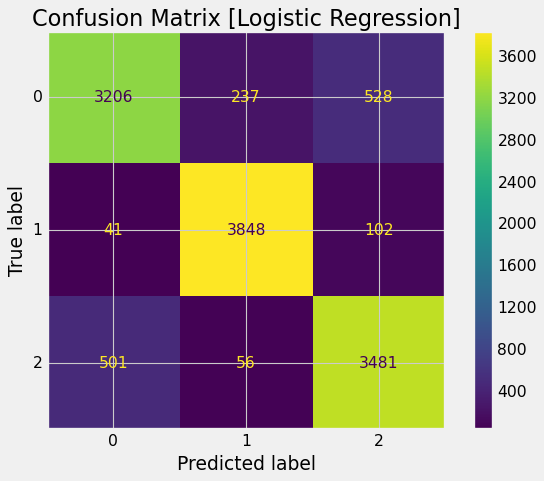 Confusion Matrix [Logistic Regression]
0 3206 237 528
1 41 3848 102
2 501 56 3481
0 1 2
Predicted label
True label
3600
3200
2800
2400
2000
1600
1200
800
400